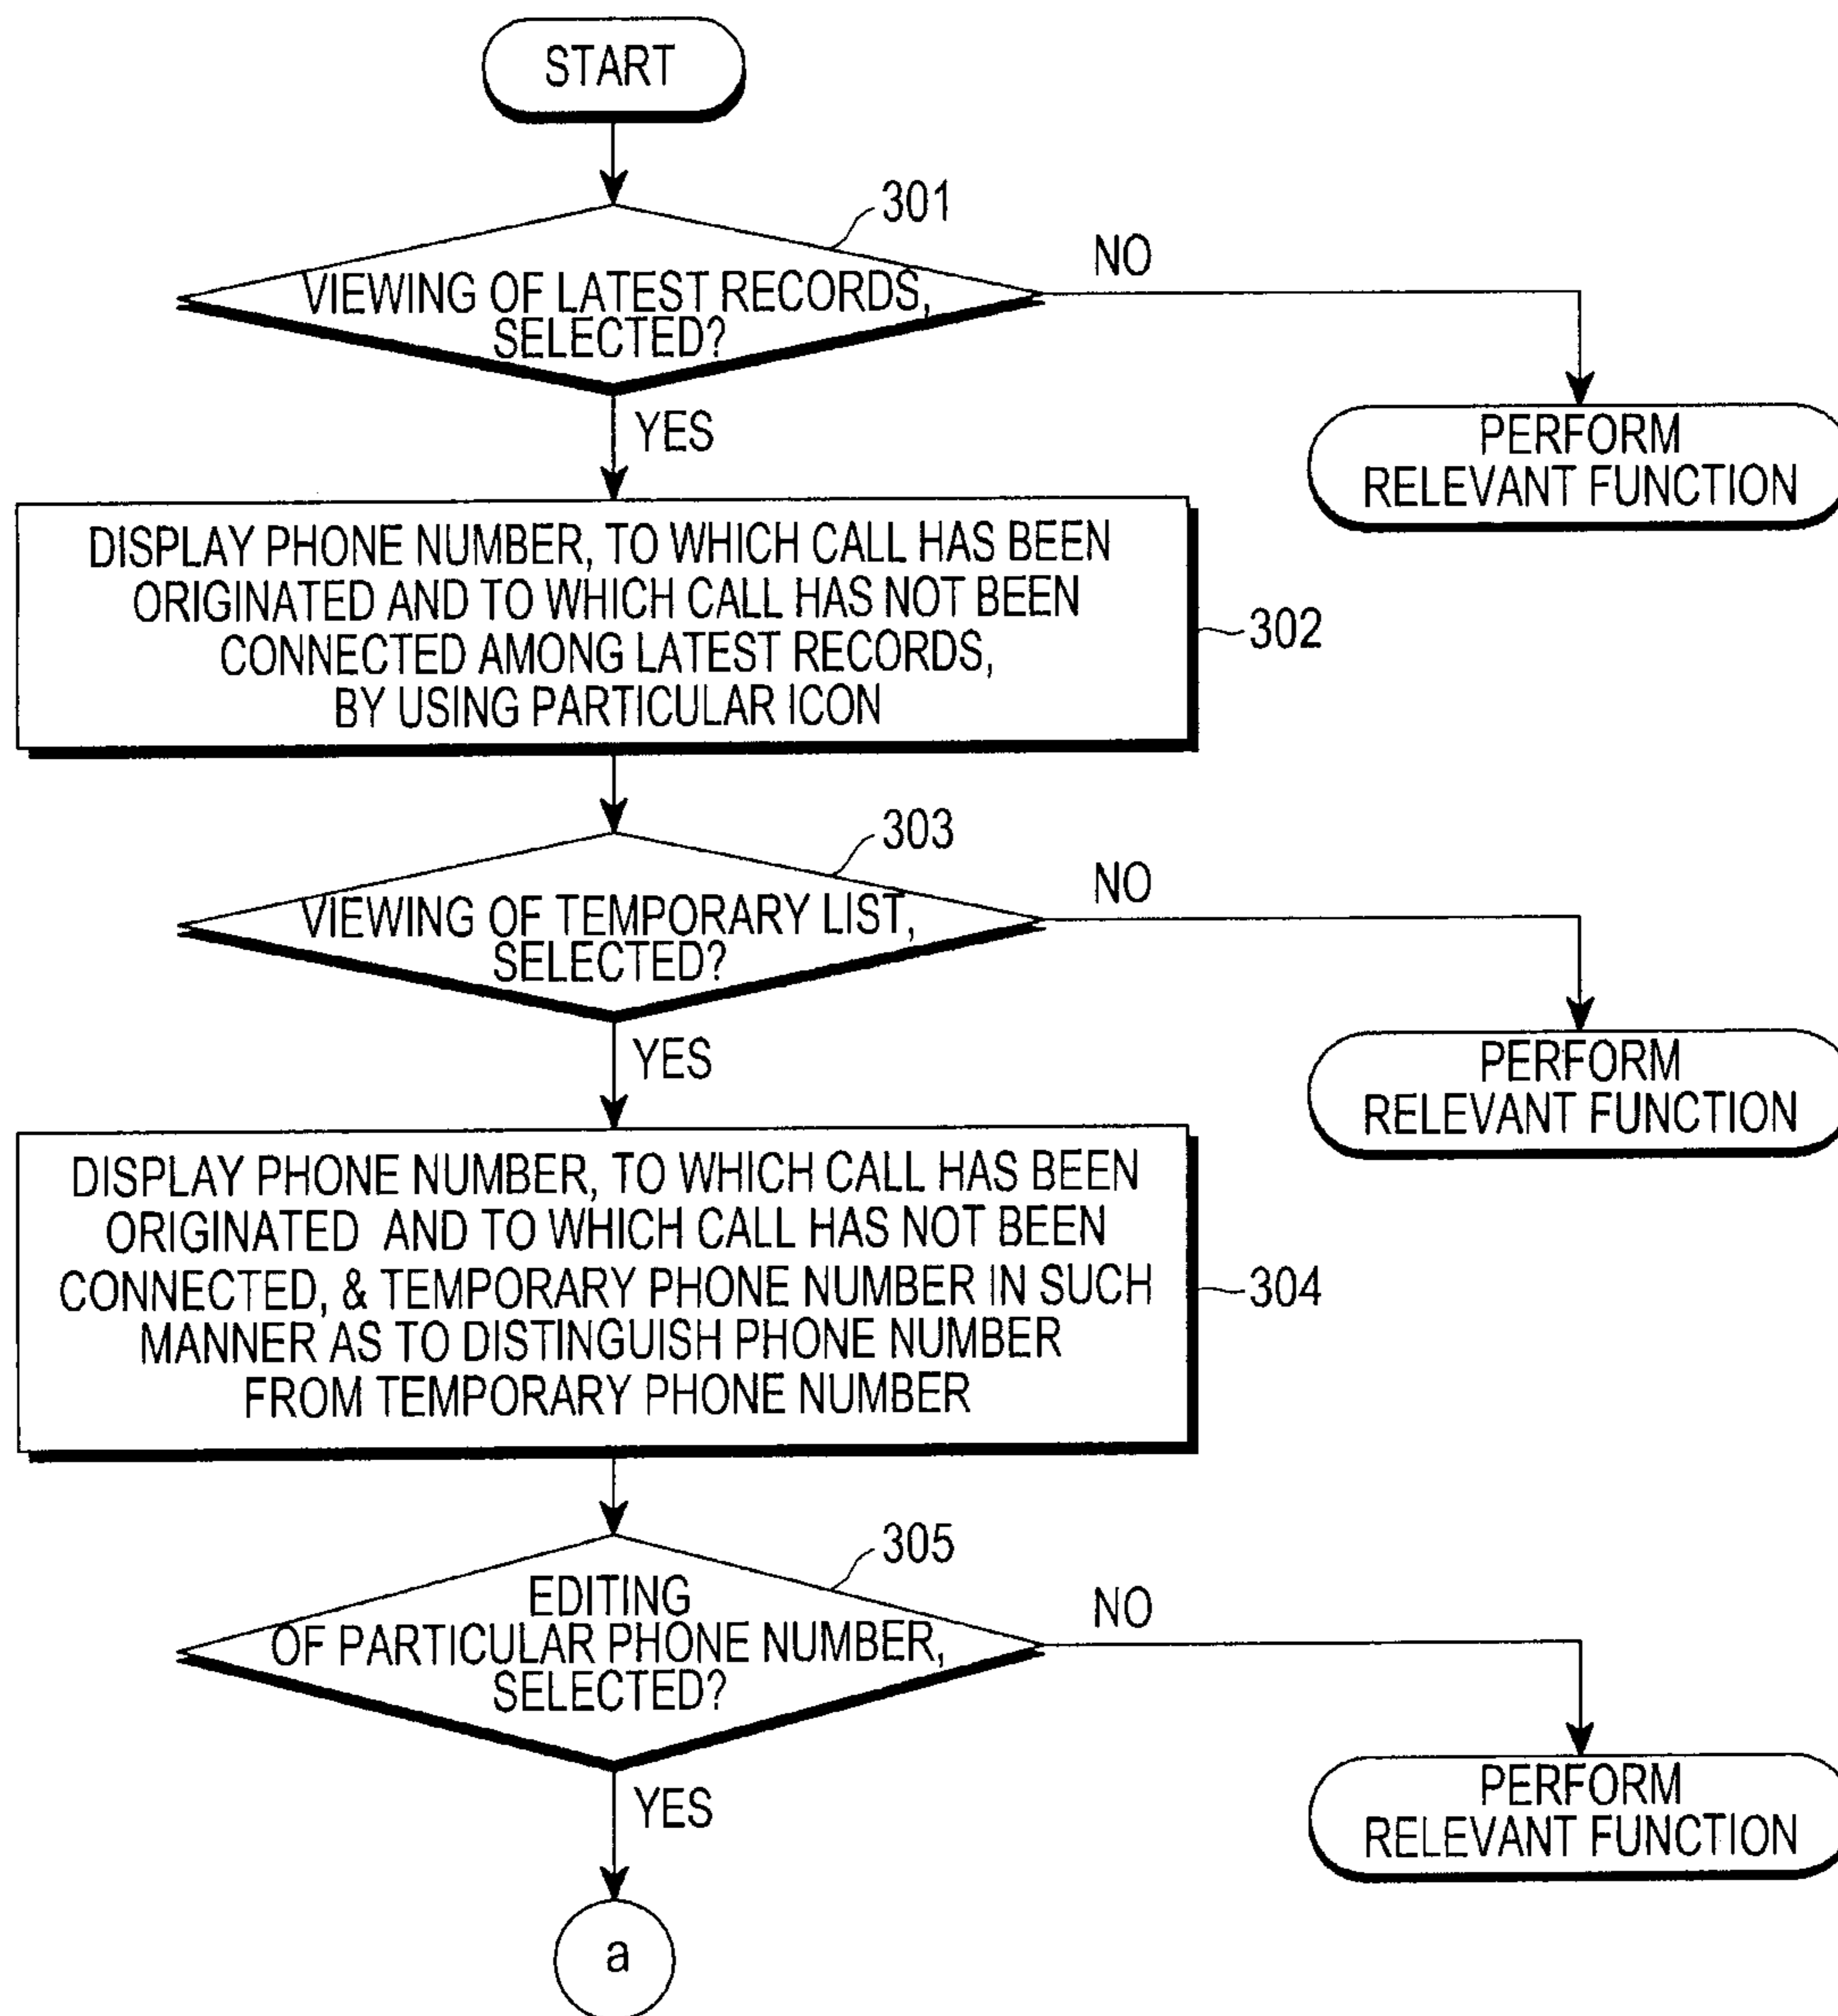 START
301
VIEWING OF LATEST RECORDS,
SELECTED?
NO
YES
PERFORM
RELEVANT FUNCTION
DISPLAY PHONE NUMBER, TO WHICH CALL HAS BEEN
ORIGINATED AND TO WHICH CALL HAS NOT BEEN
CONNECTED AMONG LATEST RECORDS,
BY USING PARTICULAR ICON
302
303
VIEWING OF TEMPORARY LIST,
SELECTED?
NO
YES
PERFORM
RELEVANT FUNCTION
DISPLAY PHONE NUMBER, TO WHICH CALL HAS BEEN
ORIGINATED AND TO WHICH CALL HAS NOT BEEN
CONNECTED, & TEMPORARY PHONE NUMBER IN SUCH
MANNER AS TO DISTINGUISH PHONE NUMBER
FROM TEMPORARY PHONE NUMBER
304
305
EDITING
OF PARTICULAR PHONE NUMBER,
SELECTED?
NO
YES
PERFORM
RELEVANT FUNCTION
a